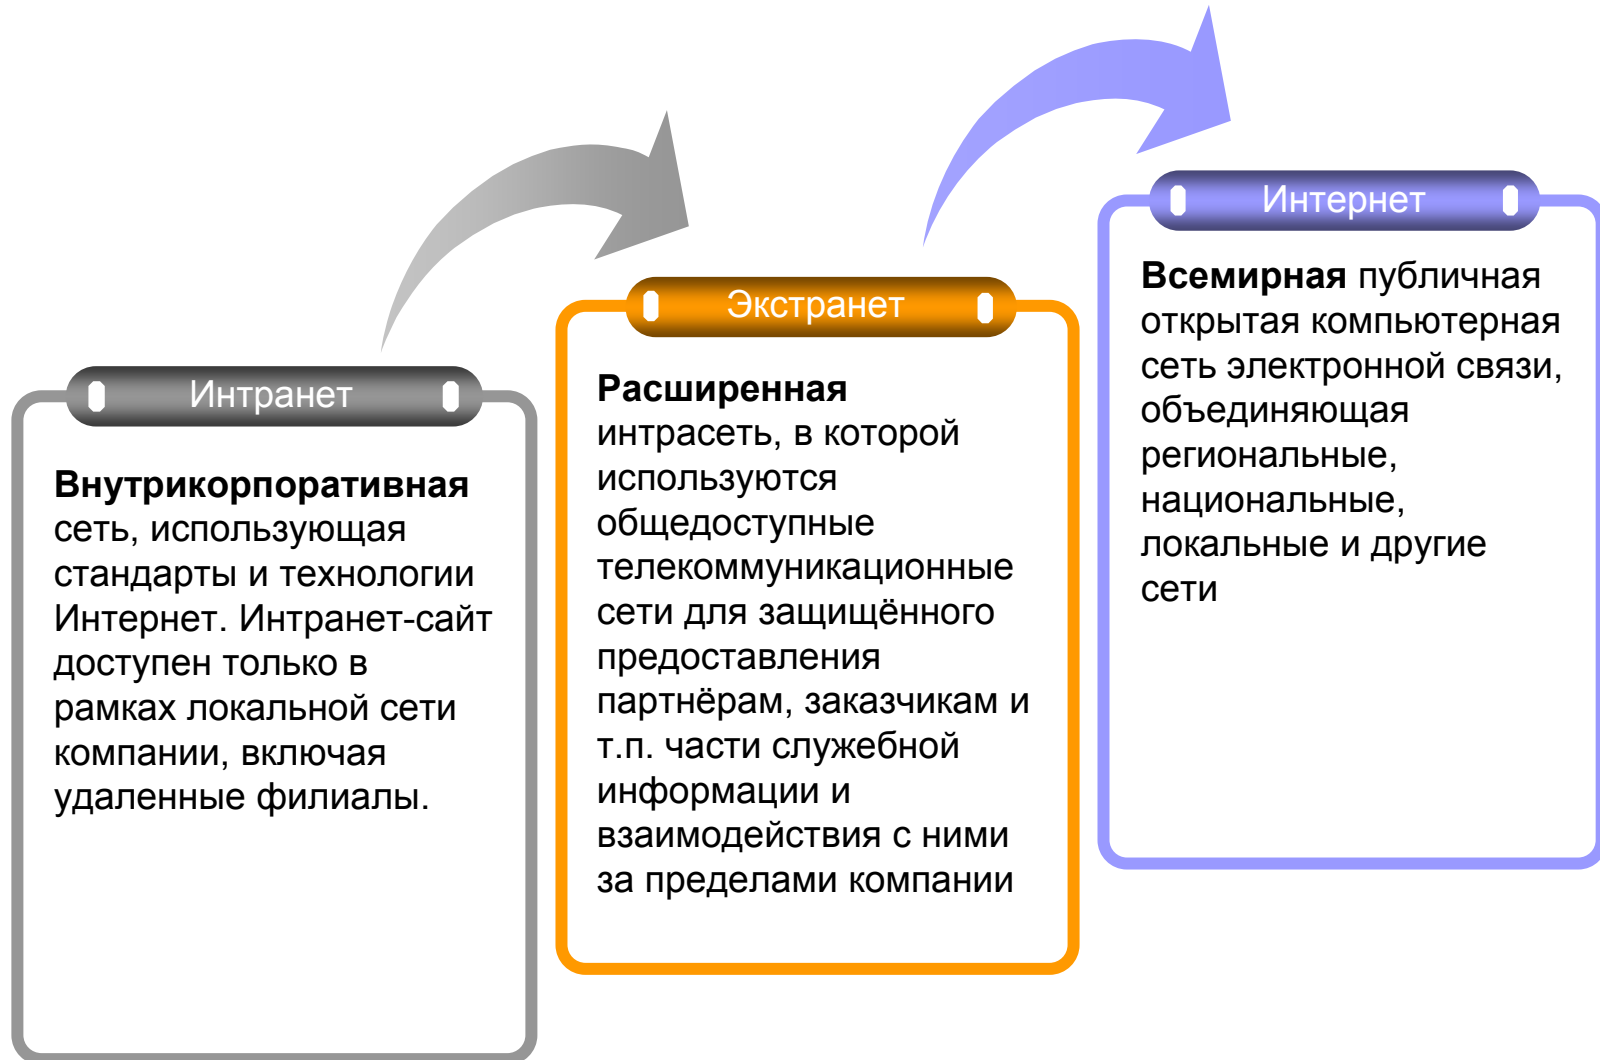 Интранет
Внутрикорпоративная
сеть, использующая
стандарты и технологии
Интернет. Интранет-сайт
доступен только в
рамках локальной сети
компании, включая
удаленные филиалы.
Экстранет
Расширенная
интрасеть, в которой
используются
общедоступные
телекоммуникационные
сети для защищённого
предоставления
партнёрам, заказчикам и
т.п. части служебной
информации и
взаимодействия с ними
за пределами компании
Интернет
Всемирная публичная
открытая компьютерная
сеть электронной связи,
объединяющая
региональные,
национальные,
локальные и другие
сети